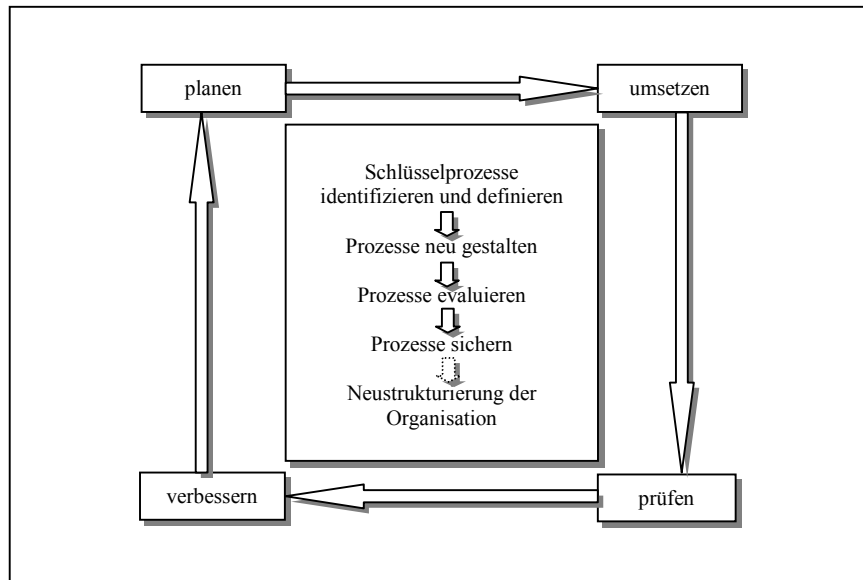 planen
umsetzen
Schlüsselprozesse
identifizieren und definieren
Prozesse neu gestalten
Prozesse evaluieren
Prozesse sichern
Neustrukturierung der
Organisation
verbessern
prüfen